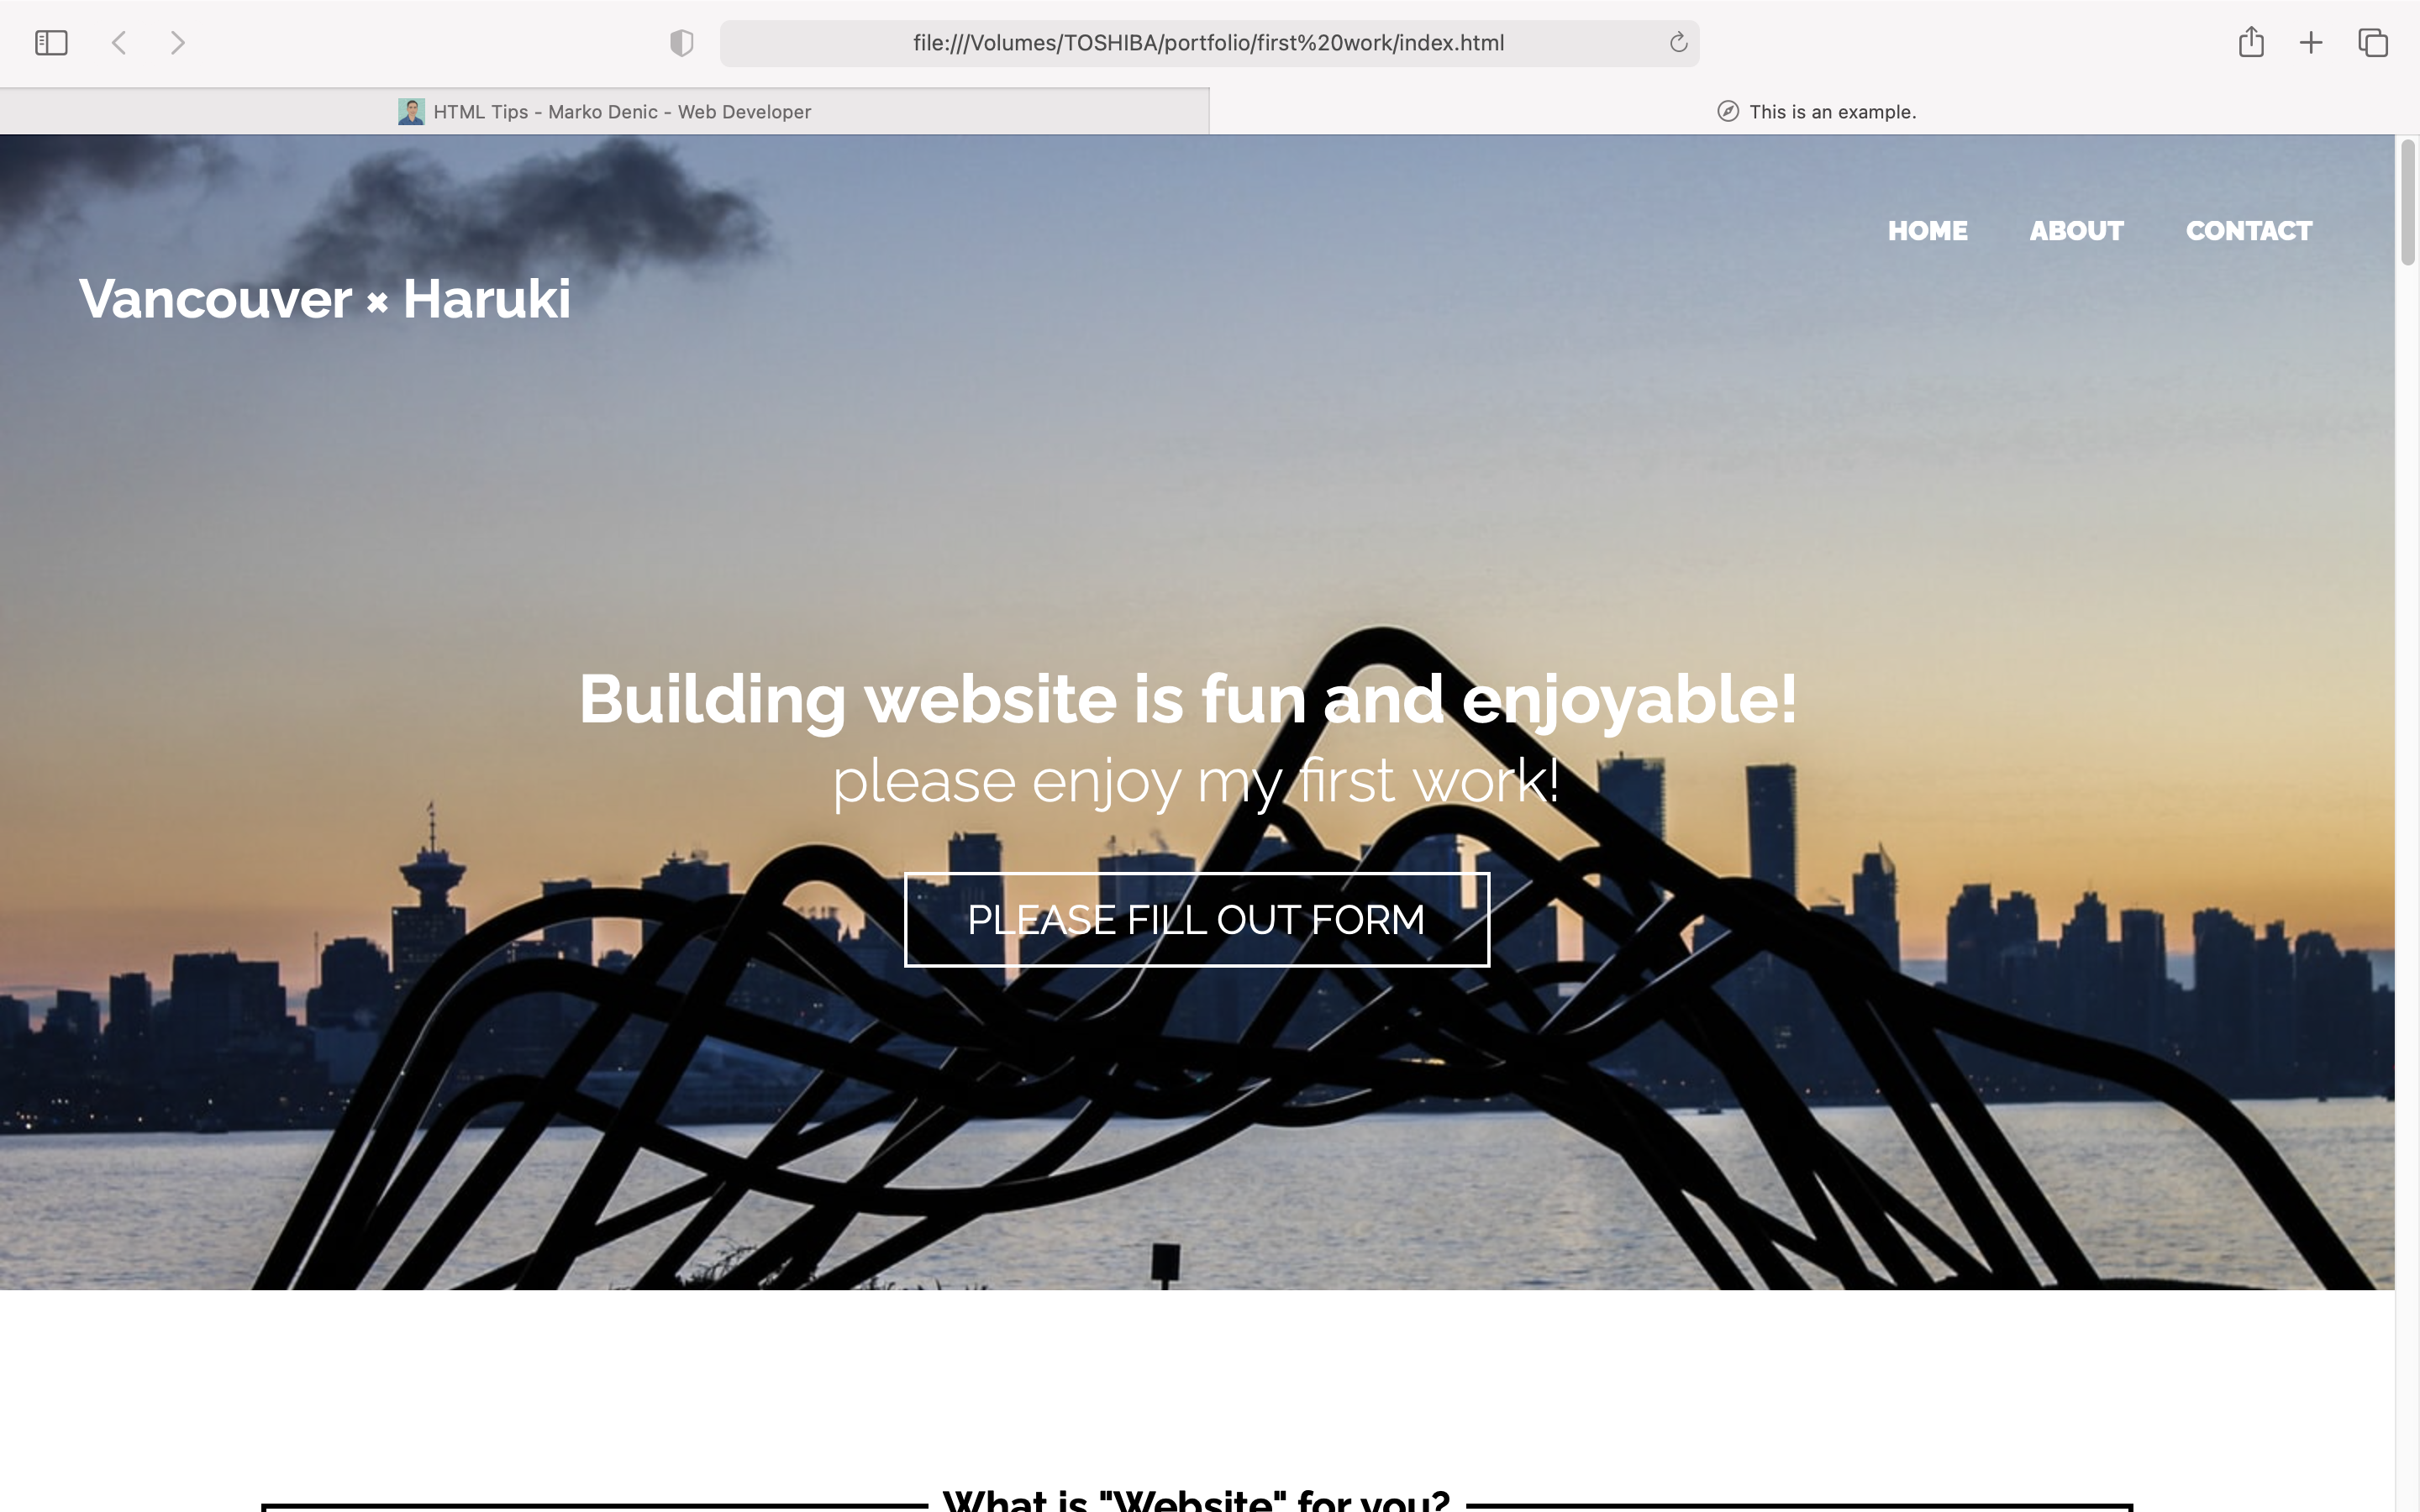 file:///Volumes/TOSHIBA/portfolio/first%20work/index.html
HTML Tips - Marko Denic - Web Developer
This is an example.
HOME ABOUT CONTACT
Vancouver × Haruki
Building website is fun and enjoyable!
please enjoy my first work!
PLEASE FILL OUT FORM
What is "Website" for you?